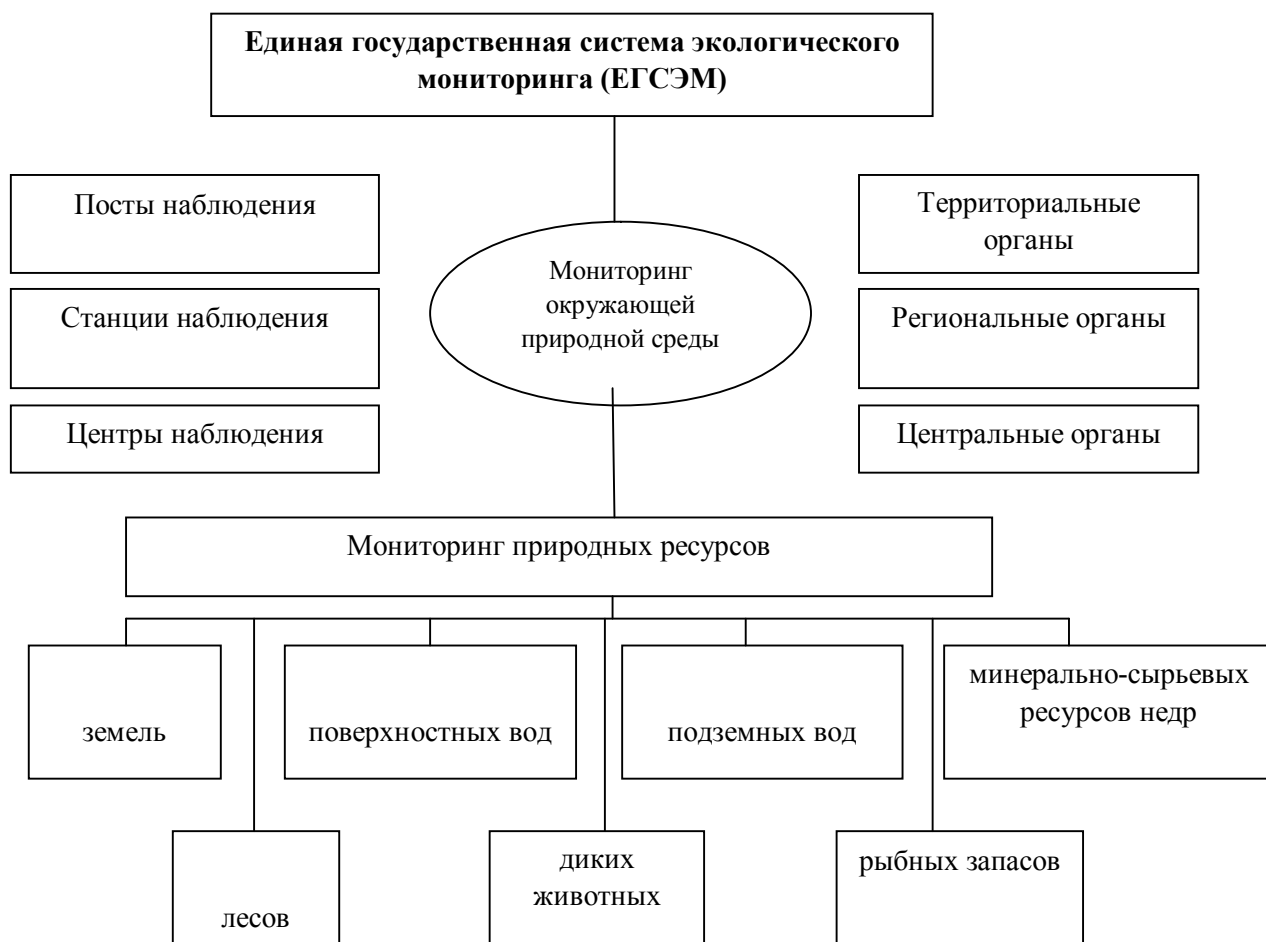 Единая государственная система экологического
мониторинга (ЕГСЭМ)
Посты наблюдения
Станции наблюдения
Центры наблюдения
Мониторинг
окружающей
природной среды
Территориальные
органы
Региональные органы
Центральные органы
Мониторинг природных ресурсов
земель
поверхностных вод
подземных вод
минерально-сырьевых
ресурсов недр
лесов
диких
животных
рыбных запасов